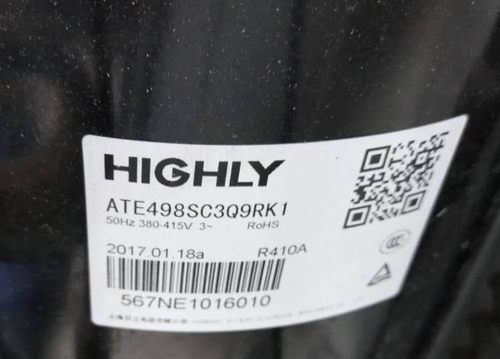 HIGHLY
ATE498SC3Q9RK1
50Hz 380-415V 3~ RoHS
2017.01.18a R410A
567NE1016010